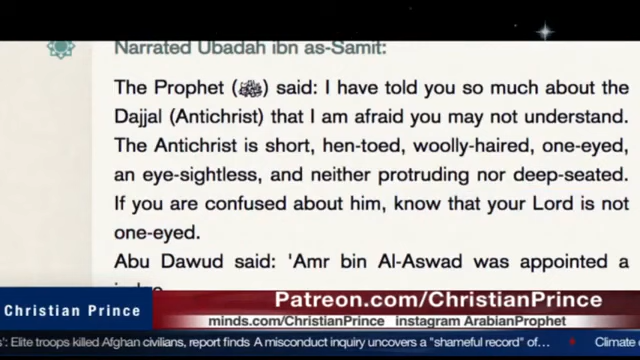 Narrated Ubadah ibn as-Samit:
The Prophet (ﷺ) said: I have told you so much about the
Dajjal (Antichrist) that I am afraid you may not understand.
The Antichrist is short, hen-toed, woolly-haired, one-eyed,
an eye-sightless, and neither protruding nor deep-seated.
If you are confused about him, know that your Lord is not
one-eyed.
Abu Dawud said: 'Amr bin Al-Aswad was appointed a
Christian Prince
Patreon.com/ChristianPrince
minds.com/ChristianPrince instagram ArabianProphet
s': Elite troops killed Afghan civilians, report finds A misconduct inquiry uncovers a "shameful record" of... Climate